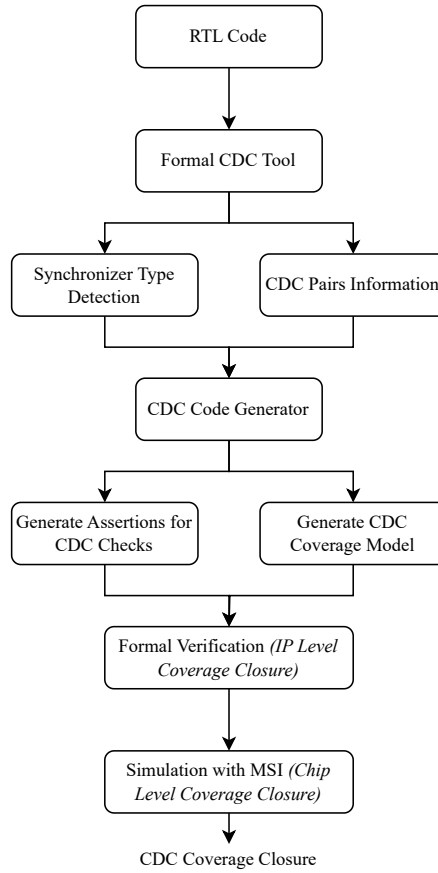 RTL Code
Formal CDC Tool
Synchronizer Type
Detection
CDC Pairs Information
CDC Code Generator
Generate Assertions for
CDC Checks
Generate CDC
Coverage Model
Formal Verification (IP Level
Coverage Closure)
Simulation with MSI (Chip
Level Coverage Closure)
CDC Coverage Closure